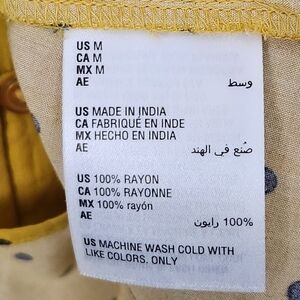 US M
CA M
MX M
AE وسط
US MADE IN INDIA
CA FABRIQUÉ EN INDE
MX HECHO EN INDIA
AE صُنع في الهند
US 100% RAYON
CA 100% RAYONNE
MX 100% rayón
AE 100% رايون
US MACHINE WASH COLD WITH
LIKE COLORS. ONLY